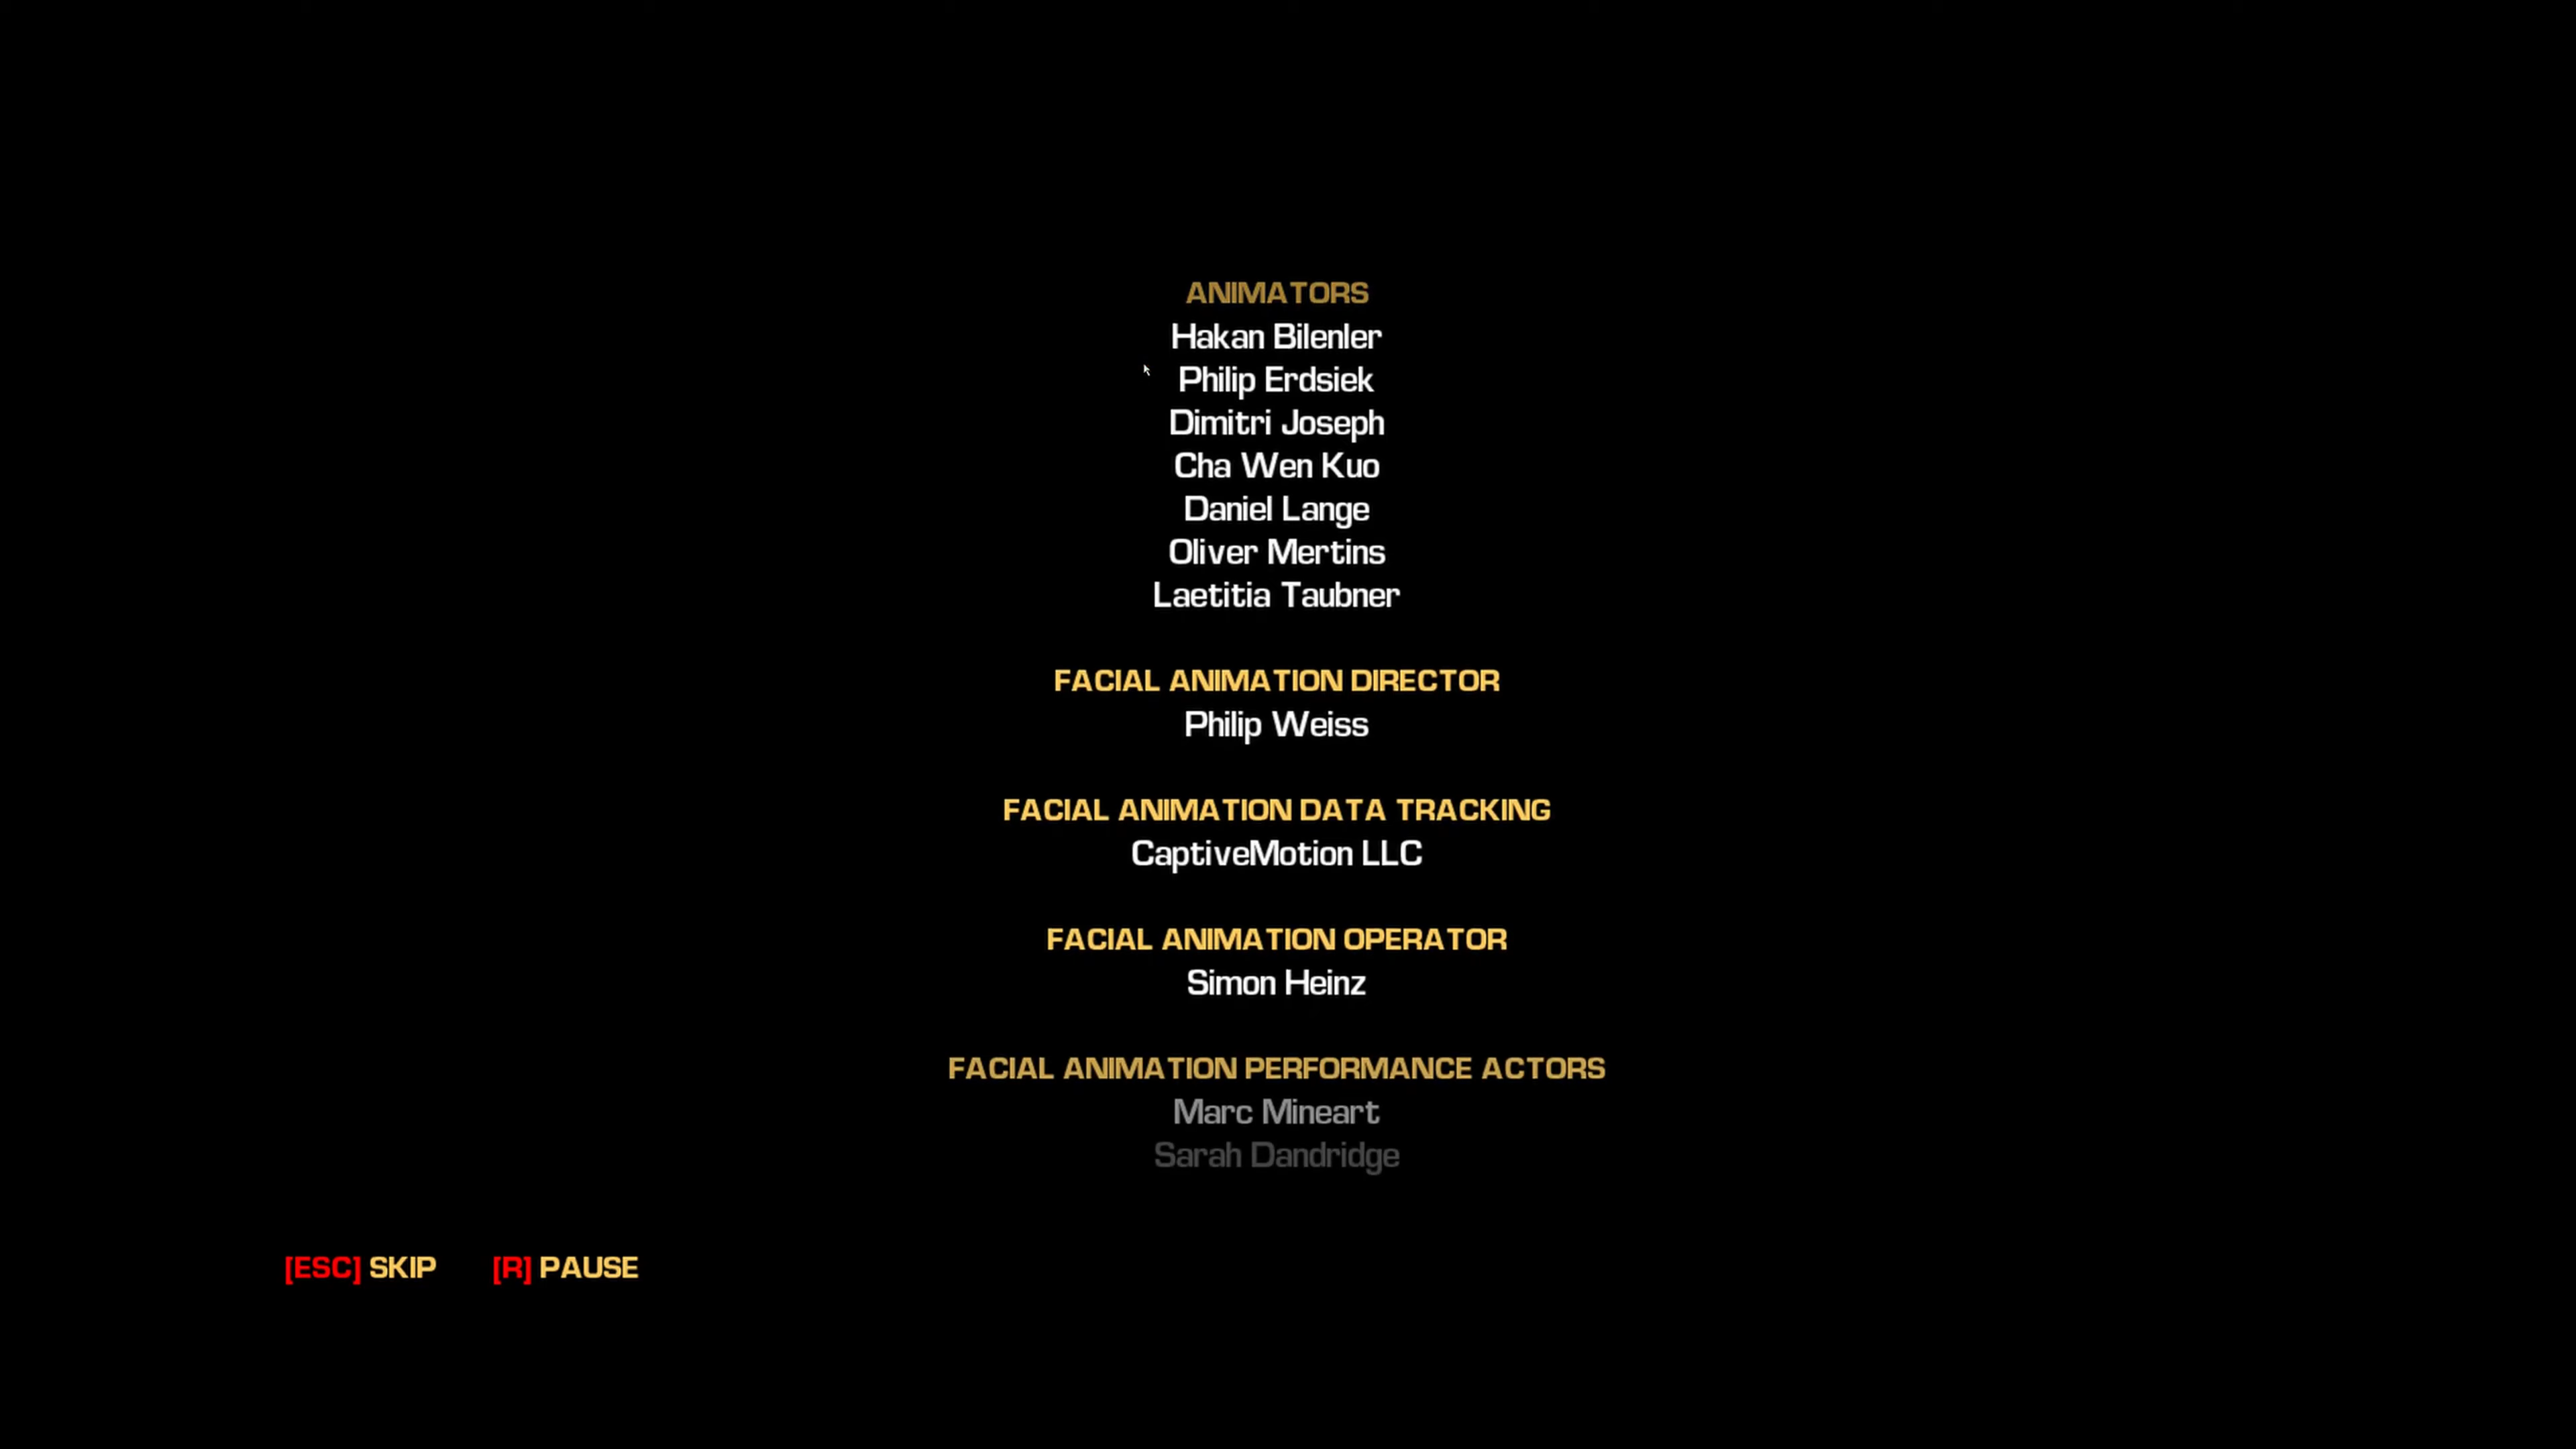 ANIMATORS
Hakan Bilenler
Philip Erdsiek
Dimitri Joseph
Cha Wen Kuo
Daniel Lange
Oliver Mertins
Laetitia Taubner
FACIAL ANIMATION DIRECTOR
Philip Weiss
FACIAL ANIMATION DATA TRACKING
CaptiveMotion LLC
FACIAL ANIMATION OPERATOR
Simon Heinz
FACIAL ANIMATION PERFORMANCE ACTORS
Marc Mineart
Sarah Dandridge
[ESC] SKIP [R] PAUSE